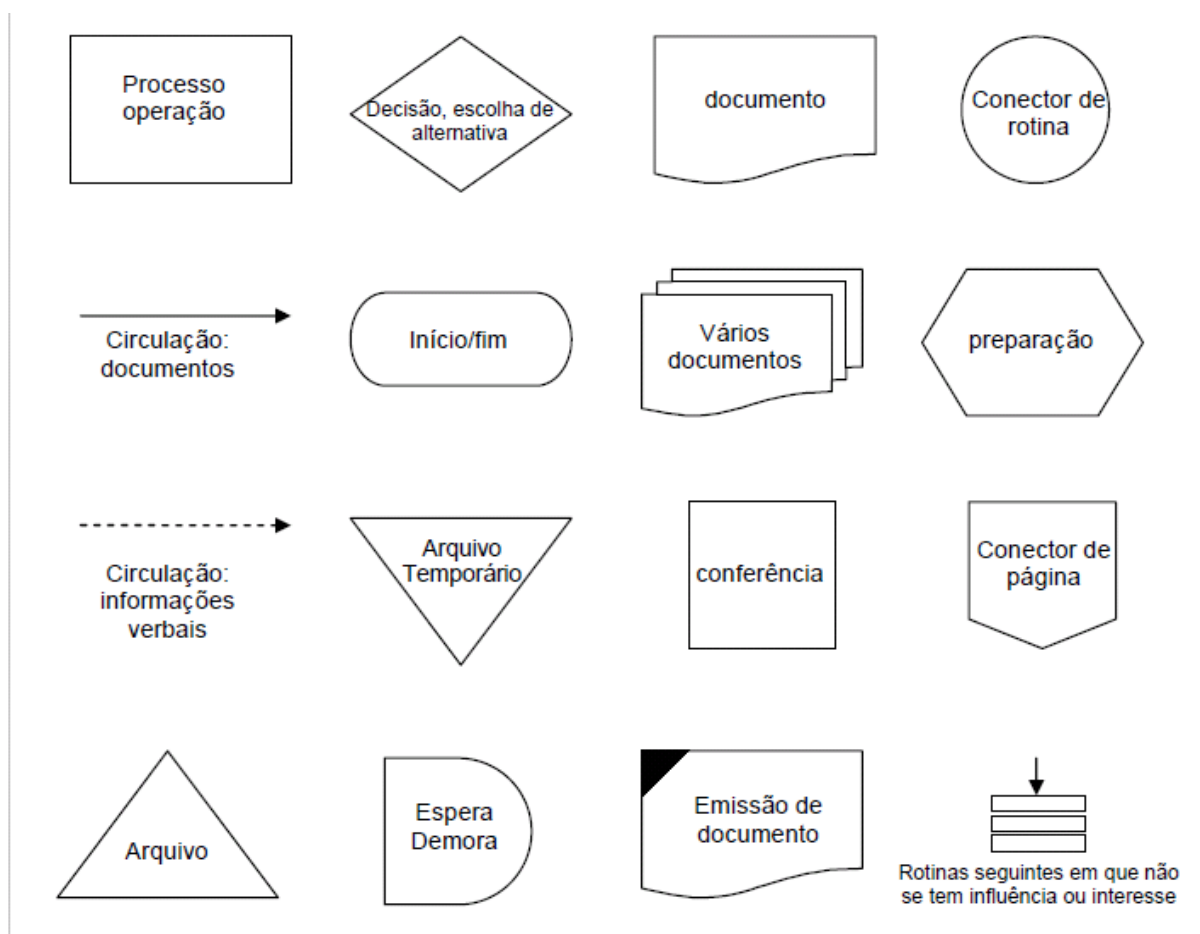 Processo
operação
Decisão, escolha de
alternativa
documento
Conector de
rotina
Circulação:
documentos
Início/fim
Vários
documentos
preparação
Circulação:
informações
verbais
Arquivo
Temporário
conferência
Conector de
página
Arquivo
Espera
Demora
Emissão de
documento
Rotinas seguintes em que não
se tem influência ou interesse